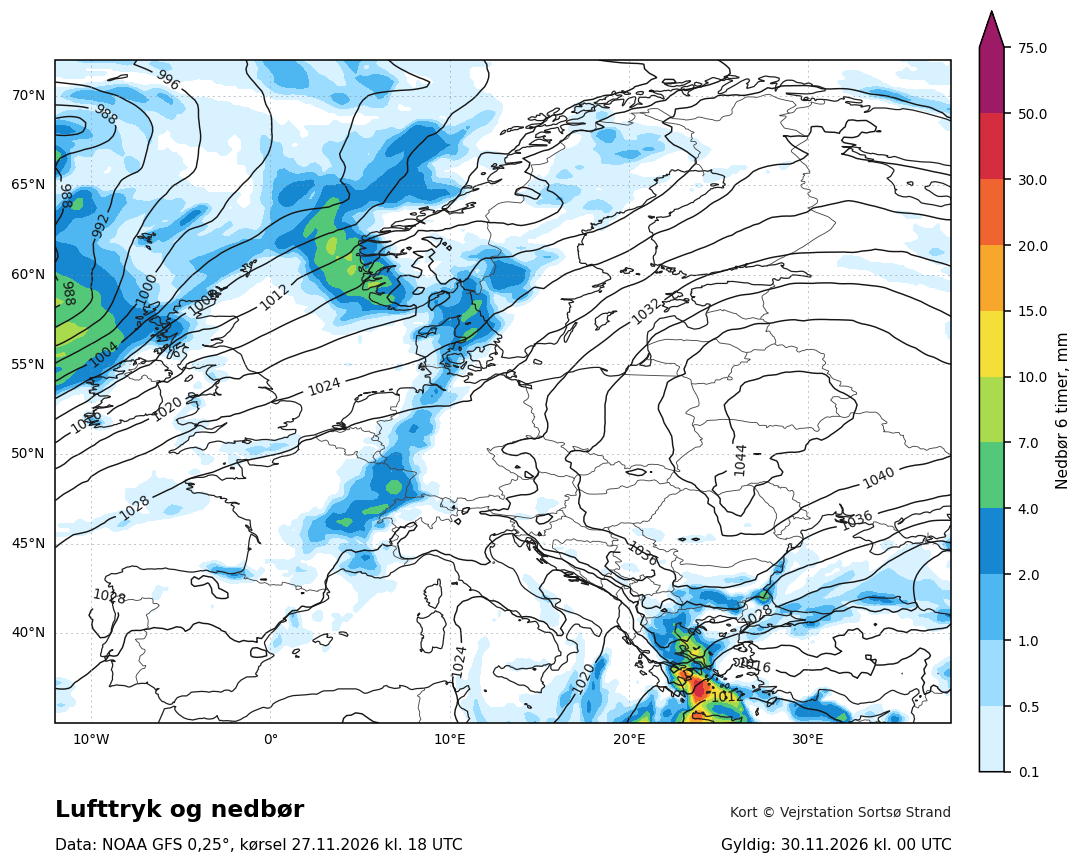 75.0
50.0
30.0
20.0
15.0
10.0
7.0
4.0
2.0
1.0
0.5
0.1
Nedbør 6 timer, mm
70°N
65°N
60°N
55°N
50°N
45°N
40°N
10°W
0°
10°E
20°E
30°E
996
988
988
992
988
1000
1008
1012
1004
1032
1024
1020
1016
1044
1040
1028
1036
1036
1028
1028
1024
1020
1016
1012
Lufttryk og nedbør
Kort © Vejrstation Sortsø Strand
Data: NOAA GFS 0,25°, kørsel 27.11.2026 kl. 18 UTC
Gyldig: 30.11.2026 kl. 00 UTC